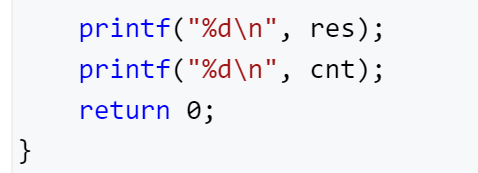 printf("%d\n", res);
printf("%d\n", cnt);
return 0;
}